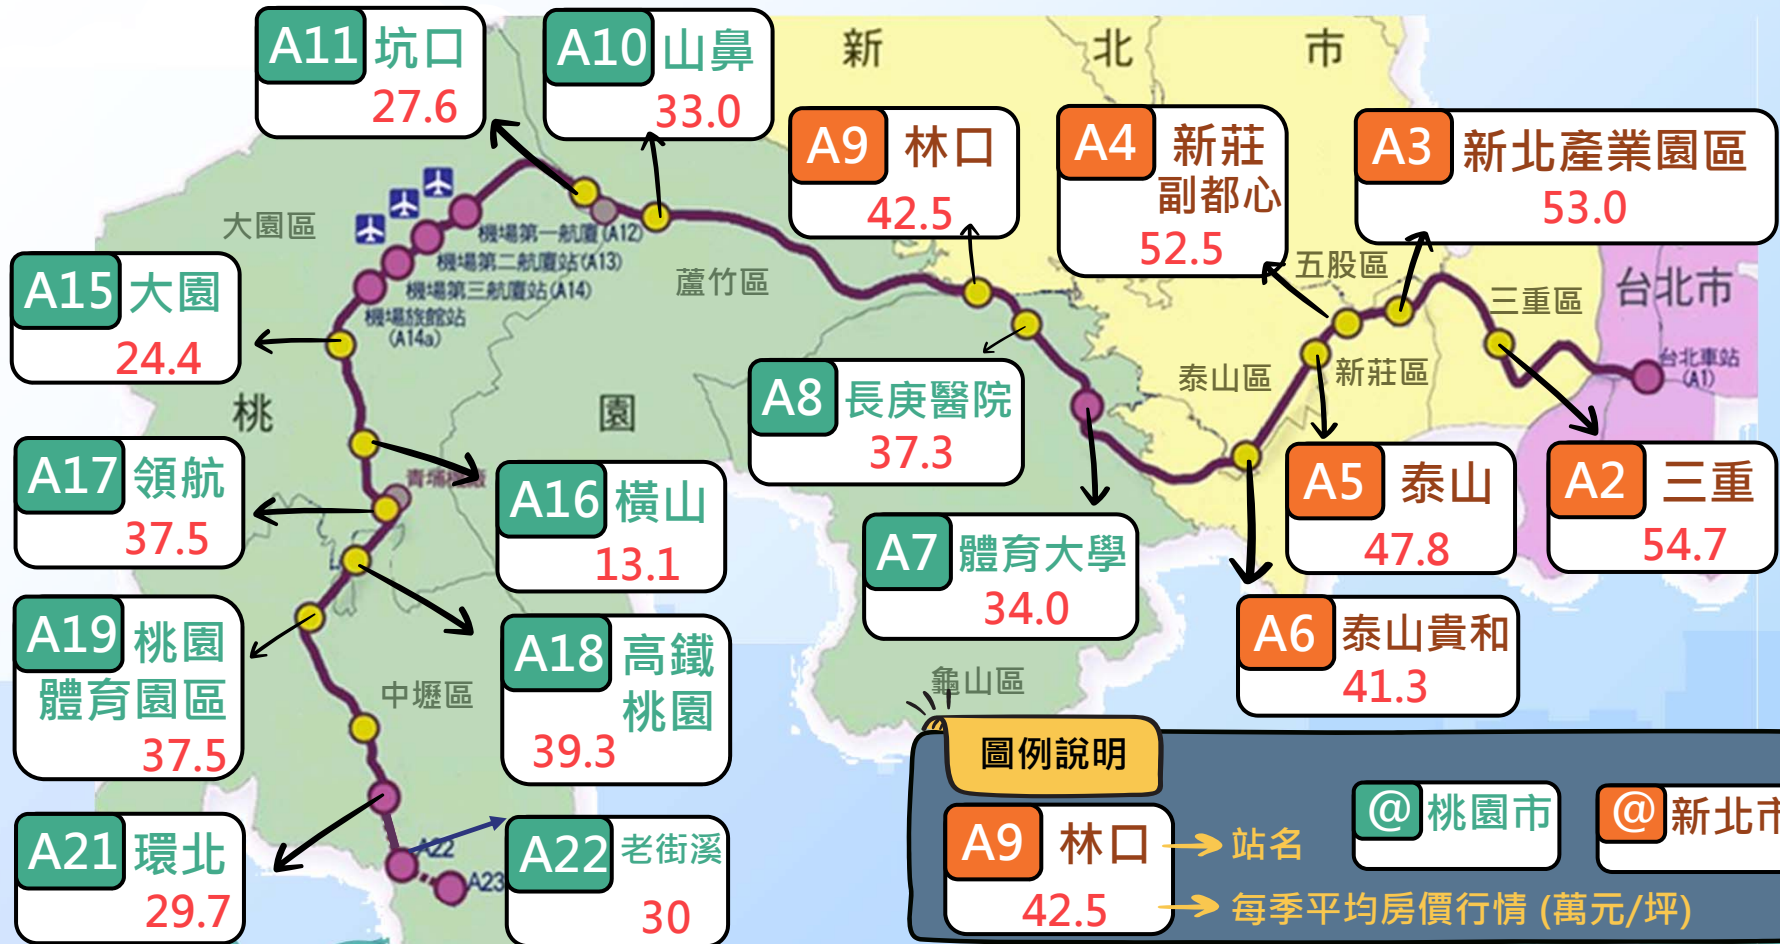 A11 坑口
27.6
A10 山鼻
33.0
新北市
A9 林口
42.5
A4 新莊
副都心
52.5
A3 新北產業園區
53.0
大園區
機場第一航廈(A12)
機場第二航廈站(A13)
機場第三航廈站(A14)
機場旅館站
(A14a)
蘆竹區
五股區
三重區
台北市
台北車站
(A1)
A15 大園
24.4
桃園
A8 長庚醫院
37.3
泰山區
新莊區
A17 領航
37.5
青埔機廠
A16 橫山
13.1
A7 體育大學
34.0
A5 泰山
47.8
A2 三重
54.7
A19 桃園
體育園區
37.5
中壢區
A18 高鐵
桃園
39.3
龜山區
A6 泰山貴和
41.3
A21 環北
29.7
A22
A23
A22 老街溪
30
圖例說明
A9 林口
42.5
站名
每季平均房價行情 (萬元/坪)
@ 桃園市
@ 新北市